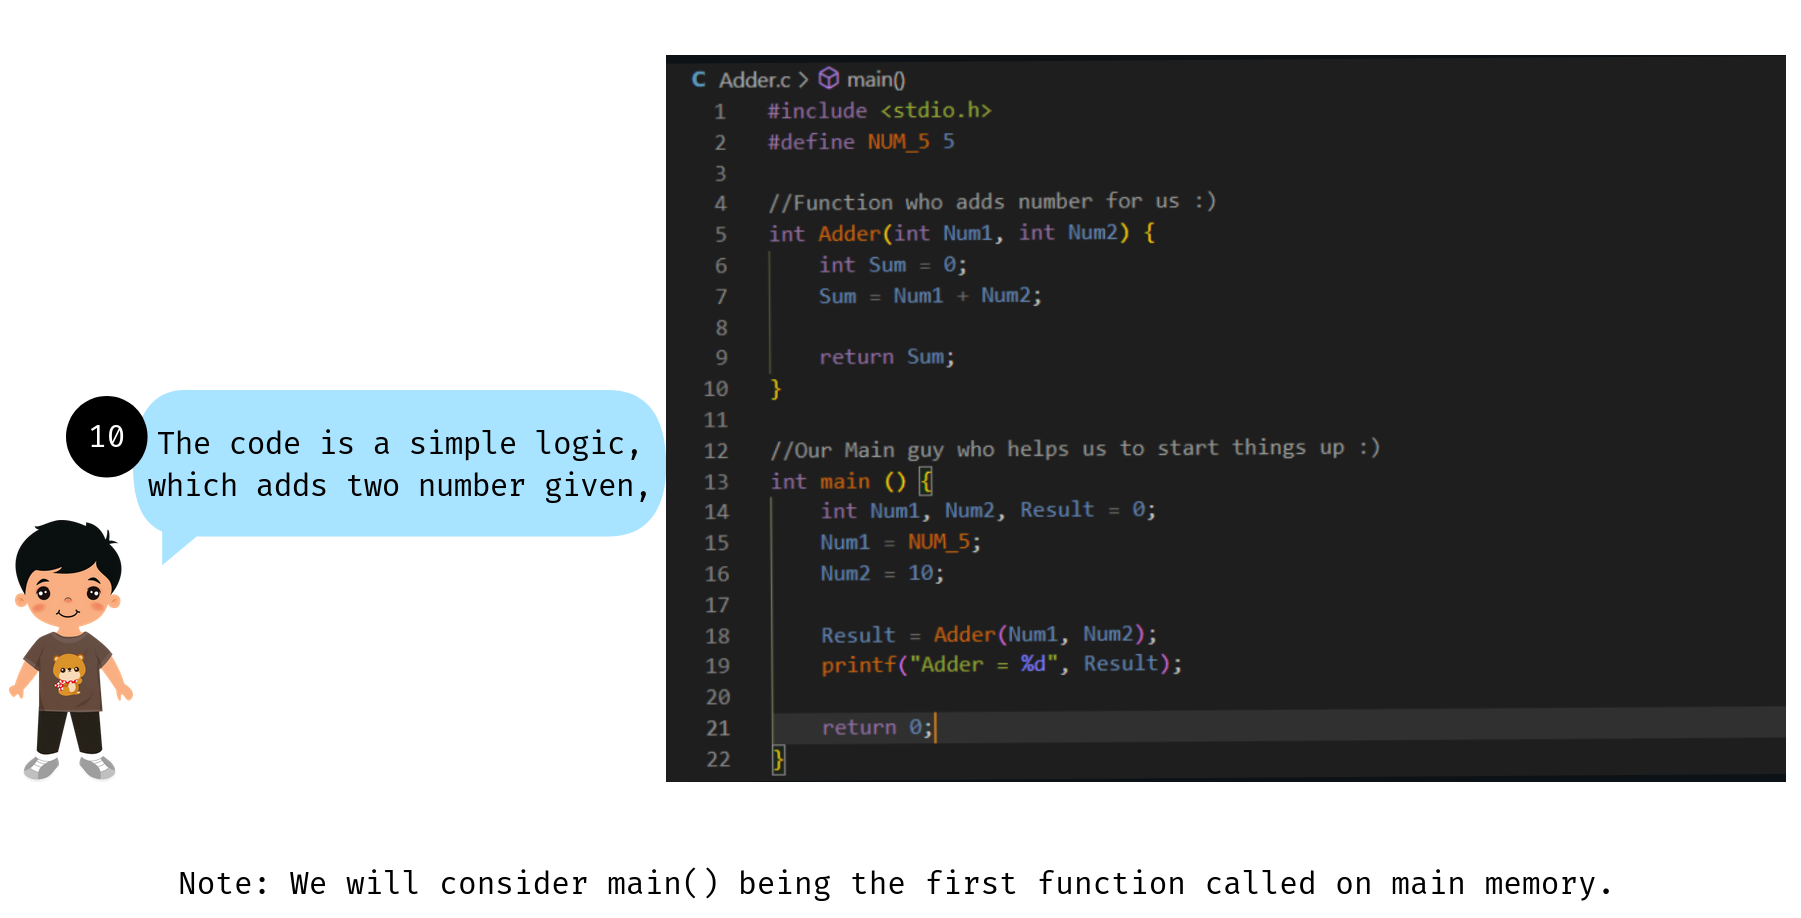 10
The code is a simple logic,
which adds two number given,
C Adder.c > main()
1 #include <stdio.h>
2 #define NUM_5 5
3
4 //Function who adds number for us :)
5 int Adder(int Num1, int Num2) {
6 int Sum = 0;
7 Sum = Num1 + Num2;
8
9 return Sum;
10 }
11
12 //Our Main guy who helps us to start things up :)
13 int main () {
14 int Num1, Num2, Result = 0;
15 Num1 = NUM_5;
16 Num2 = 10;
17
18 Result = Adder(Num1, Num2);
19 printf("Adder = %d", Result);
20
21 return 0;
22 }
Note: We will consider main() being the first function called on main memory.